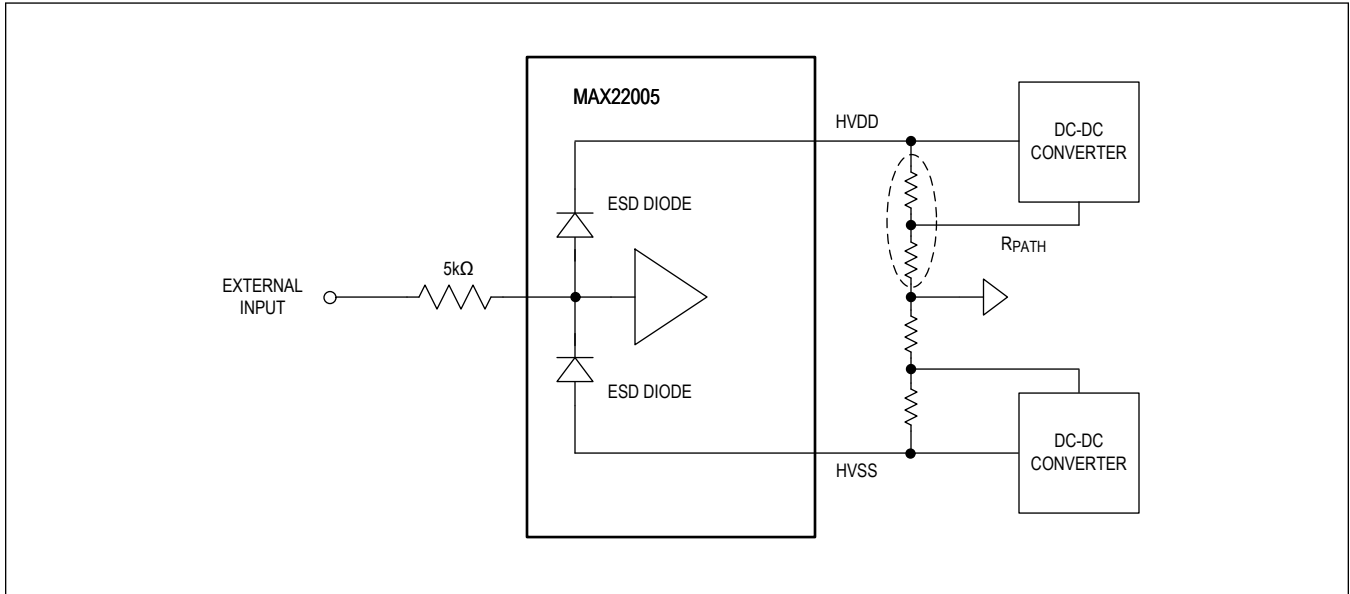 MAX22005
HVDD
DC-DC
CONVERTER
ESD DIODE
RPATH
5kΩ
EXTERNAL
INPUT
ESD DIODE
HVSS
DC-DC
CONVERTER